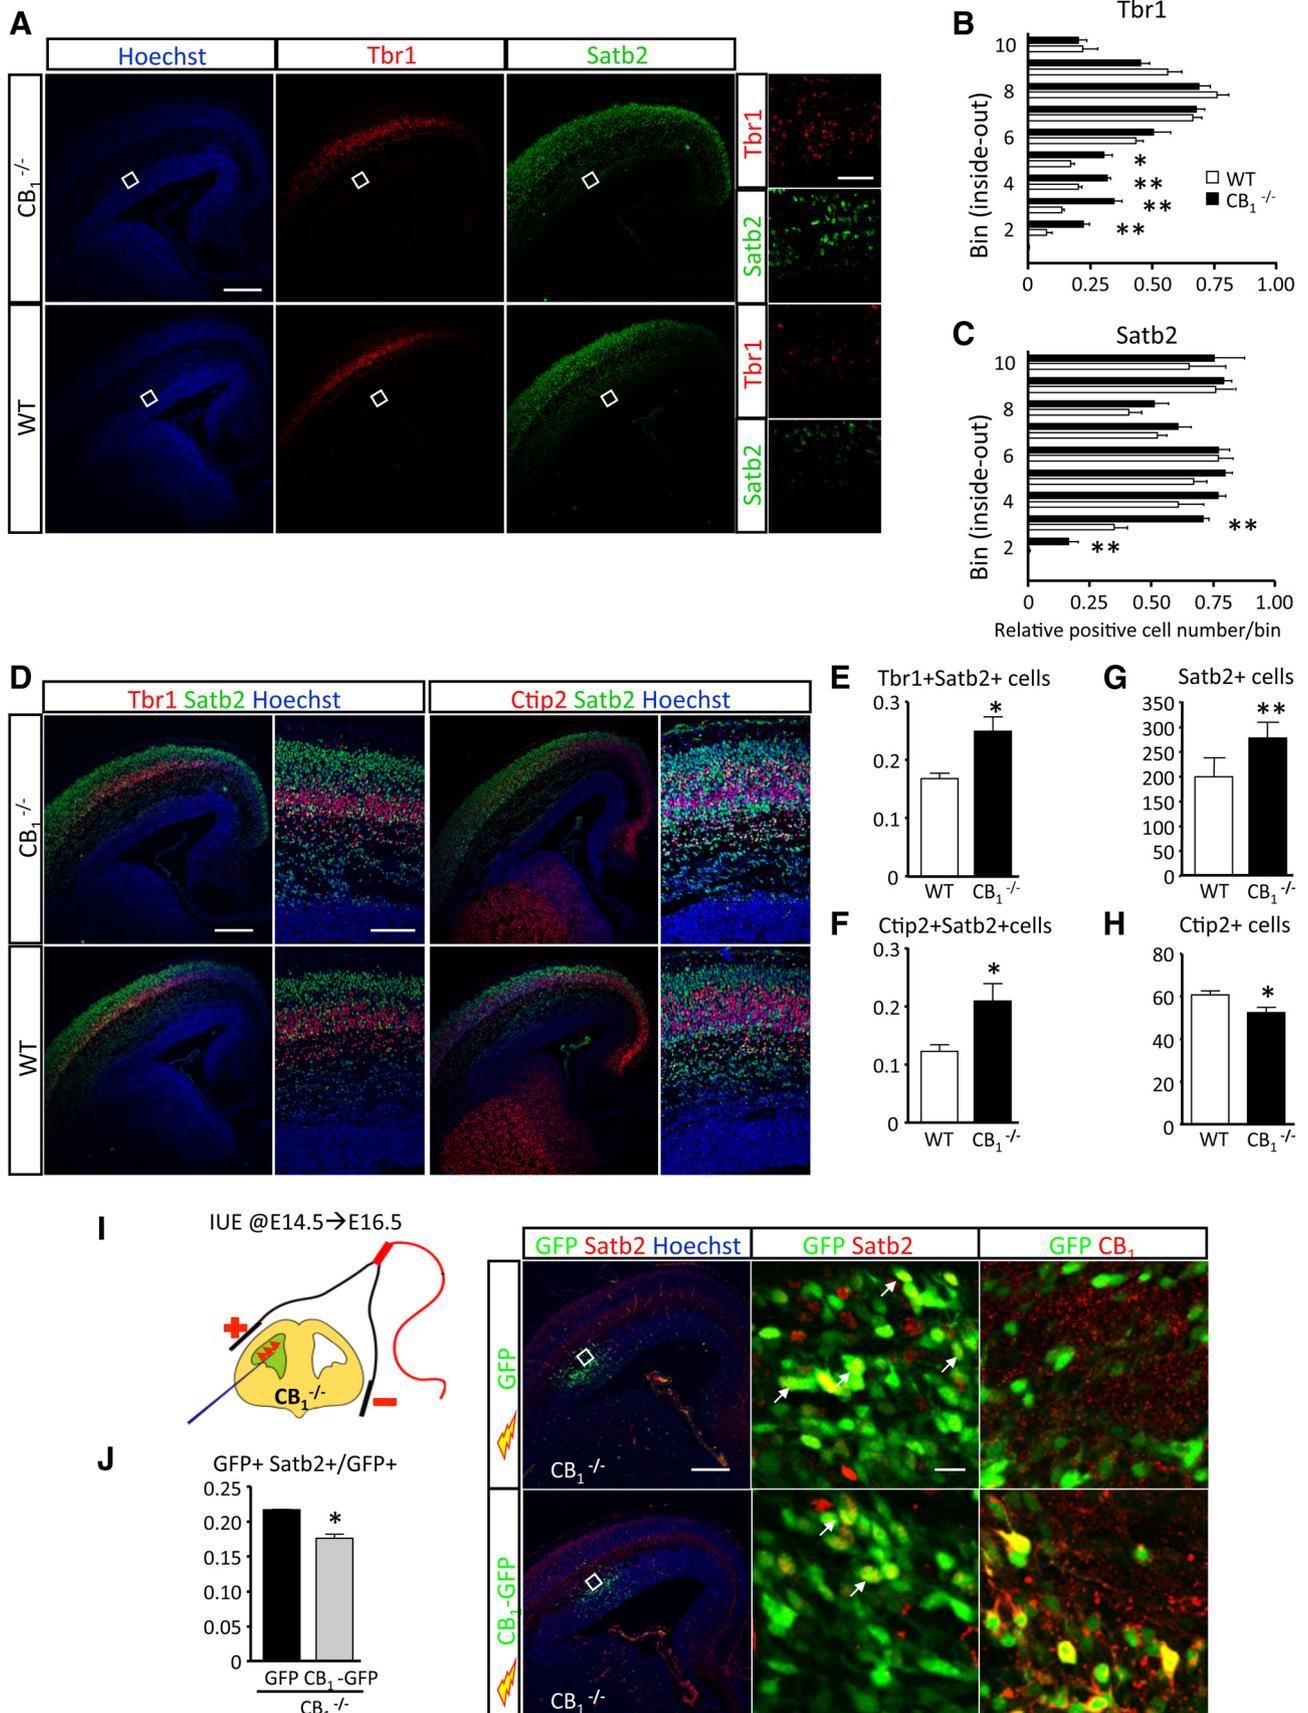 A
Hoechst
Tbr1
Satb2
CB1 -/-
WT
Tbr1
Satb2
Tbr1
Satb2
B
Tbr1
Bin (inside-out)
10
8
6
4
2
*
**
**
**
WT
CB1 -/-
0 0.25 0.50 0.75 1.00
C
Satb2
Bin (inside-out)
10
8
6
4
2
**
**
0 0.25 0.50 0.75 1.00
Relative positive cell number/bin
D
Tbr1 Satb2 Hoechst
Ctip2 Satb2 Hoechst
CB1 -/-
WT
E
Tbr1+Satb2+ cells
0.3
0.2
0.1
0
*
WT CB1 -/-
F
Ctip2+Satb2+cells
0.3
0.2
0.1
0
*
WT CB1 -/-
G
Satb2+ cells
350
300
250
200
150
100
50
0
**
WT CB1 -/-
H
Ctip2+ cells
80
60
40
20
0
*
WT CB1 -/-
I
IUE @E14.5→E16.5
+
CB1 -/-
−
GFP Satb2 Hoechst
GFP Satb2
GFP CB1
GFP
CB1 -/-
CB1-GFP
CB1 -/-
J
GFP+ Satb2+/GFP+
0.25
0.20
0.15
0.10
0.05
0
*
GFP CB1-GFP
CB1 -/-